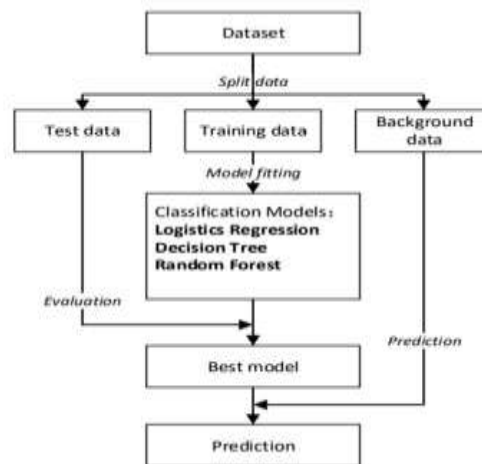 Dataset
Split data
Test data
Training data
Background
data
Model fitting
Classification Models:
Logistics Regression
Decision Tree
Random Forest
Evaluation
Prediction
Best model
Prediction